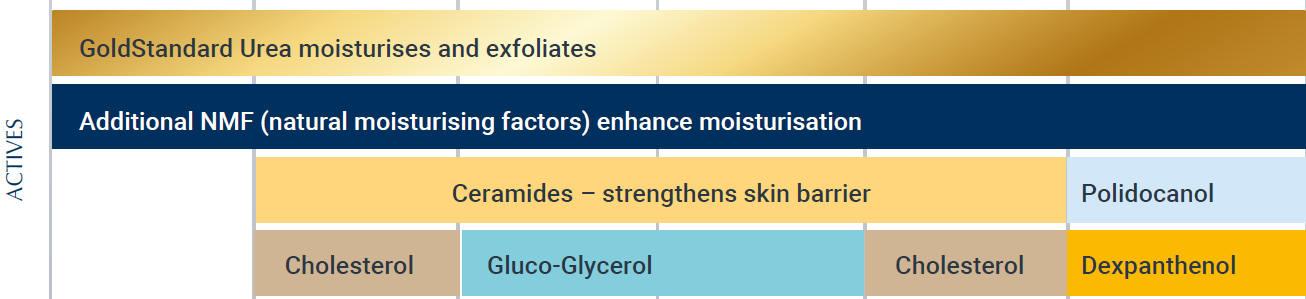 ACTIVES
GoldStandard Urea moisturises and exfoliates
Additional NMF (natural moisturising factors) enhance moisturisation
Ceramides – strengthens skin barrier
Polidocanol
Cholesterol
Gluco-Glycerol
Cholesterol
Dexpanthenol